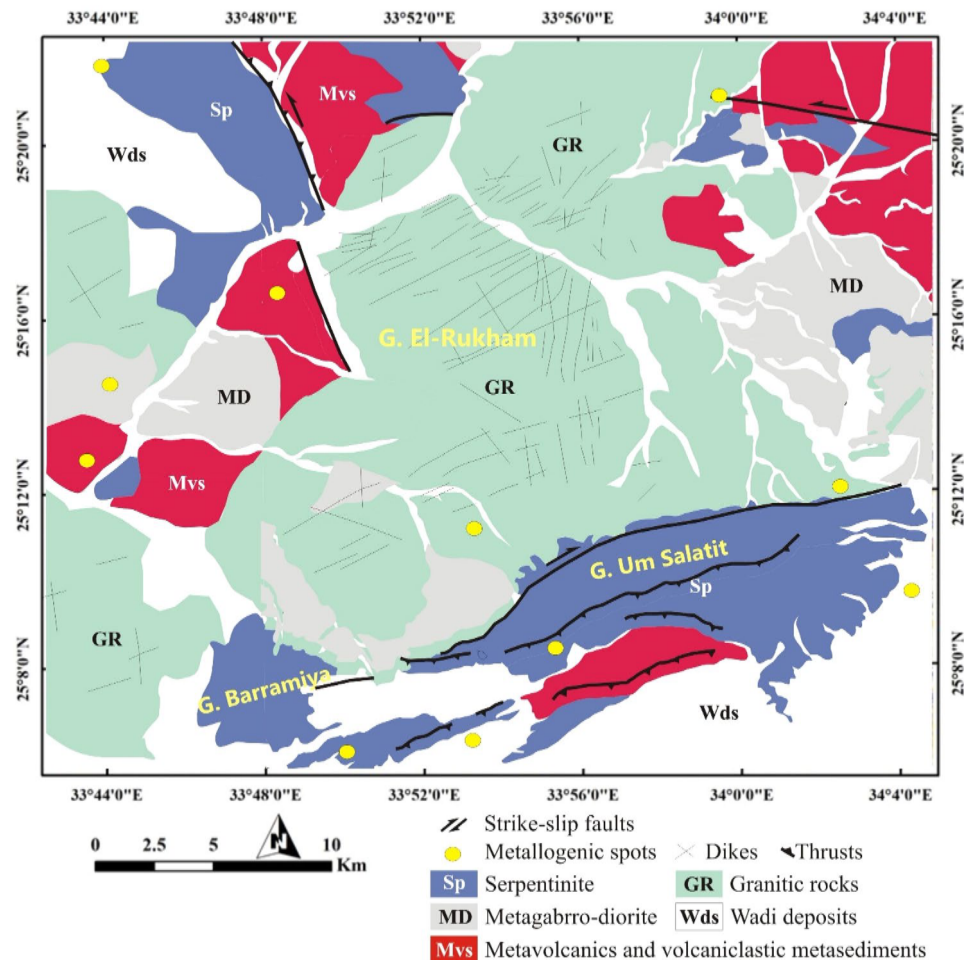 33°44'0"E 33°48'0"E 33°52'0"E 33°56'0"E 34°0'0"E 34°4'0"E
Sp
Mvs
25°20'0"N
Wds
GR
25°20'0"N
25°16'0"N
MD
25°16'0"N
G. El-Rukham
GR
MD
25°12'0"N
Mvs
25°12'0"N
G. Um Salatit
Sp
GR
25°8'0"N
G. Barramiya
25°8'0"N
Wds
33°44'0"E 33°48'0"E 33°52'0"E 33°56'0"E 34°0'0"E 34°4'0"E
N
0 2.5 5 10
Km
Strike-slip faults
Metallogenic spots Dikes Thrusts
Sp Serpentinite GR Granitic rocks
MD Metagabrro-diorite Wds Wadi deposits
Mvs Metavolcanics and volcaniclastic metasediments